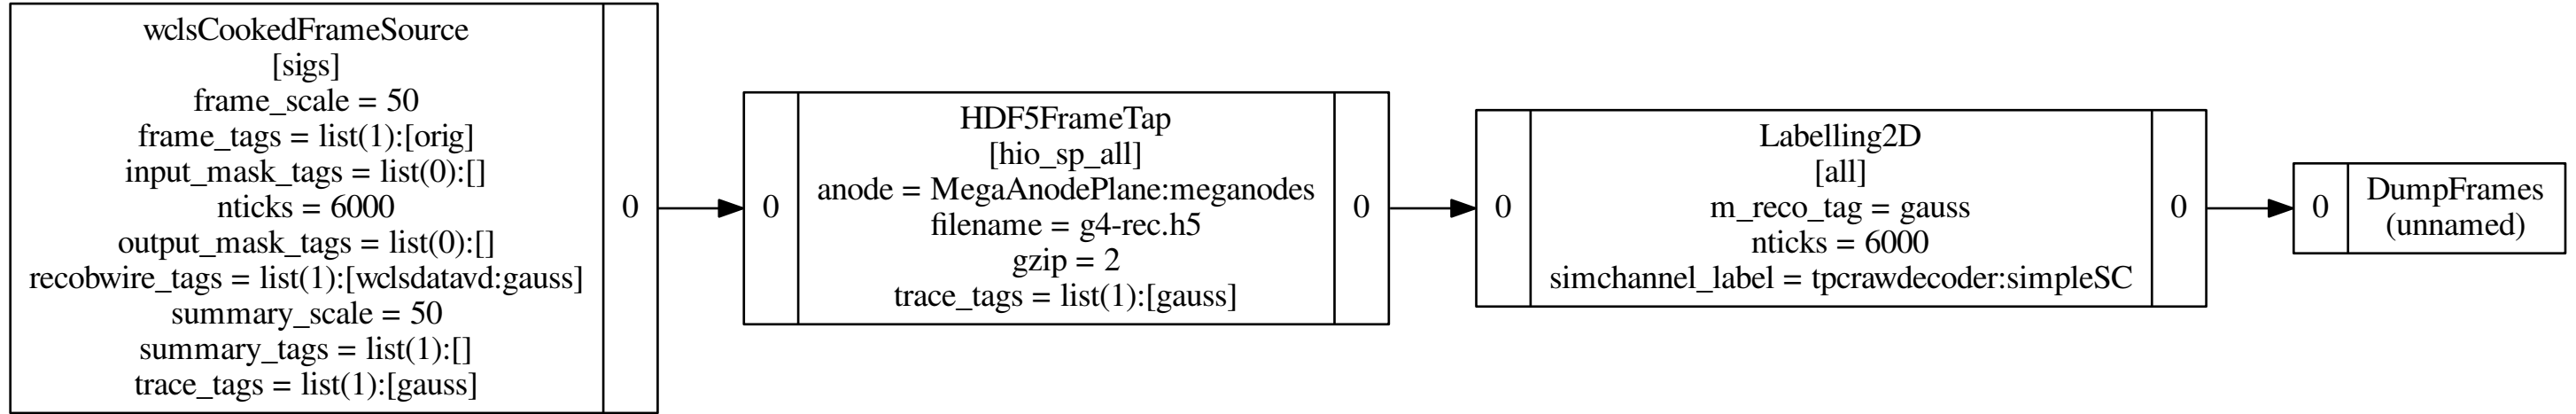 wclsCookedFrameSource
[sigs]
frame_scale = 50
frame_tags = list(1):[orig]
input_mask_tags = list(0):[]
nticks = 6000
output_mask_tags = list(0):[]
recobwire_tags = list(1):[wclsdatavd:gauss]
summary_scale = 50
summary_tags = list(1):[]
trace_tags = list(1):[gauss]
0
0
HDF5FrameTap
[hio_sp_all]
anode = MegaAnodePlane:meganodes
filename = g4-rec.h5
gzip = 2
trace_tags = list(1):[gauss]
0
0
Labelling2D
[all]
m_reco_tag = gauss
nticks = 6000
simchannel_label = tpcrawdecoder:simpleSC
0
0
DumpFrames
(unnamed)